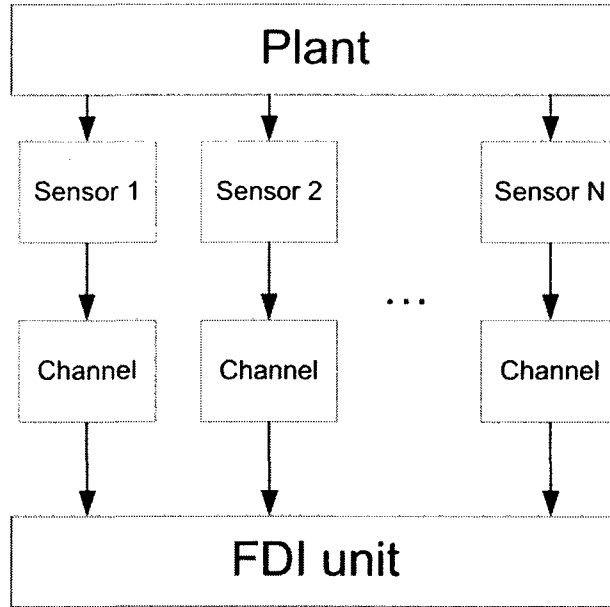 Plant
Sensor 1
Sensor 2
Sensor N
...
Channel
Channel
Channel
FDI unit